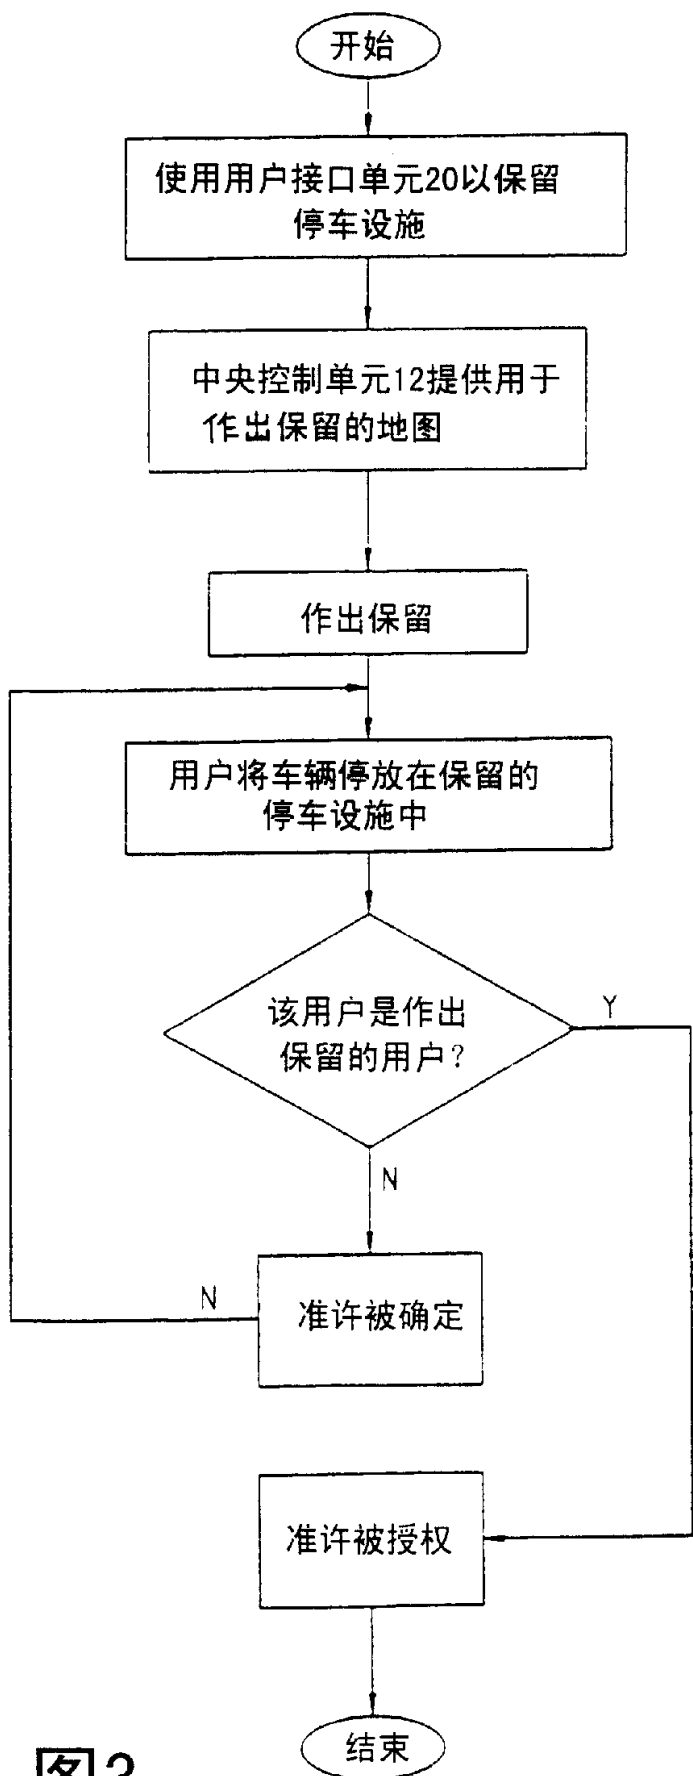 开始
使用用户接口单元20以保留
停车设施
中央控制单元12提供用于
作出保留的地图
作出保留
用户将车辆停放在保留的
停车设施中
该用户是作出
保留的用户?
Y
N
准许被确定
N
准许被授权
结束